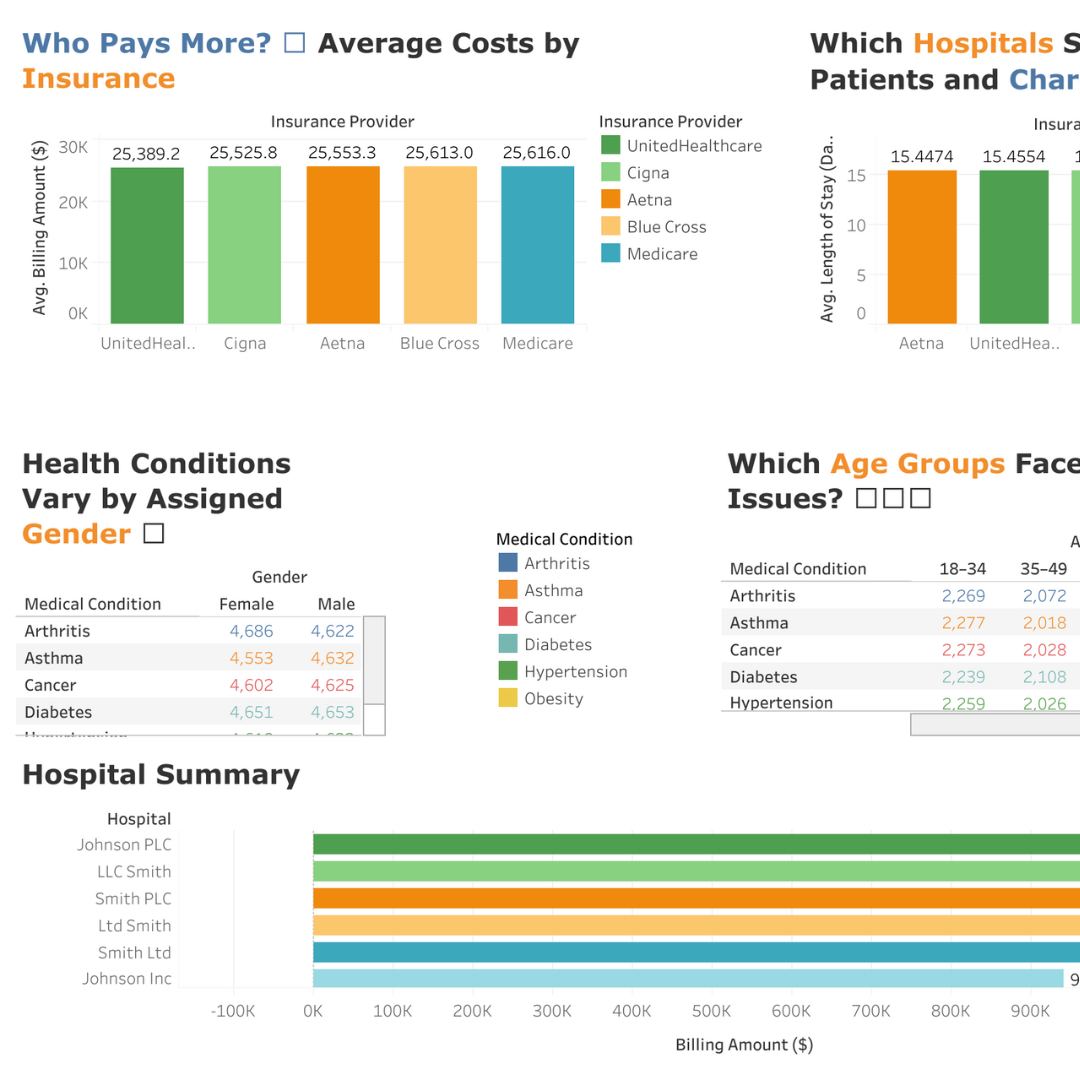 Who Pays More? □ Average Costs by
Insurance
Insurance Provider
Avg. Billing Amount ($)
30K
20K
10K
0K
25,389.2 25,525.8 25,553.3 25,613.0 25,616.0
UnitedHeal.. Cigna Aetna Blue Cross Medicare
Insurance Provider
UnitedHealthcare
Cigna
Aetna
Blue Cross
Medicare
Which Hospitals S
Patients and Char
Insura
Avg. Length of Stay (Da..
15
10
5
0
15.4474 15.4554 1
Aetna UnitedHea..
Health Conditions
Vary by Assigned
Gender □
Gender
Medical Condition Female Male
Arthritis 4,686 4,622
Asthma 4,553 4,632
Cancer 4,602 4,625
Diabetes 4,651 4,653
Medical Condition
Arthritis
Asthma
Cancer
Diabetes
Hypertension
Obesity
Which Age Groups Face
Issues? □□□
A
Medical Condition 18–34 35–49
Arthritis 2,269 2,072
Asthma 2,277 2,018
Cancer 2,273 2,028
Diabetes 2,239 2,108
Hypertension 2,259 2,026
Hospital Summary
Hospital
Johnson PLC
LLC Smith
Smith PLC
Ltd Smith
Smith Ltd
Johnson Inc 9
-100K 0K 100K 200K 300K 400K 500K 600K 700K 800K 900K
Billing Amount ($)